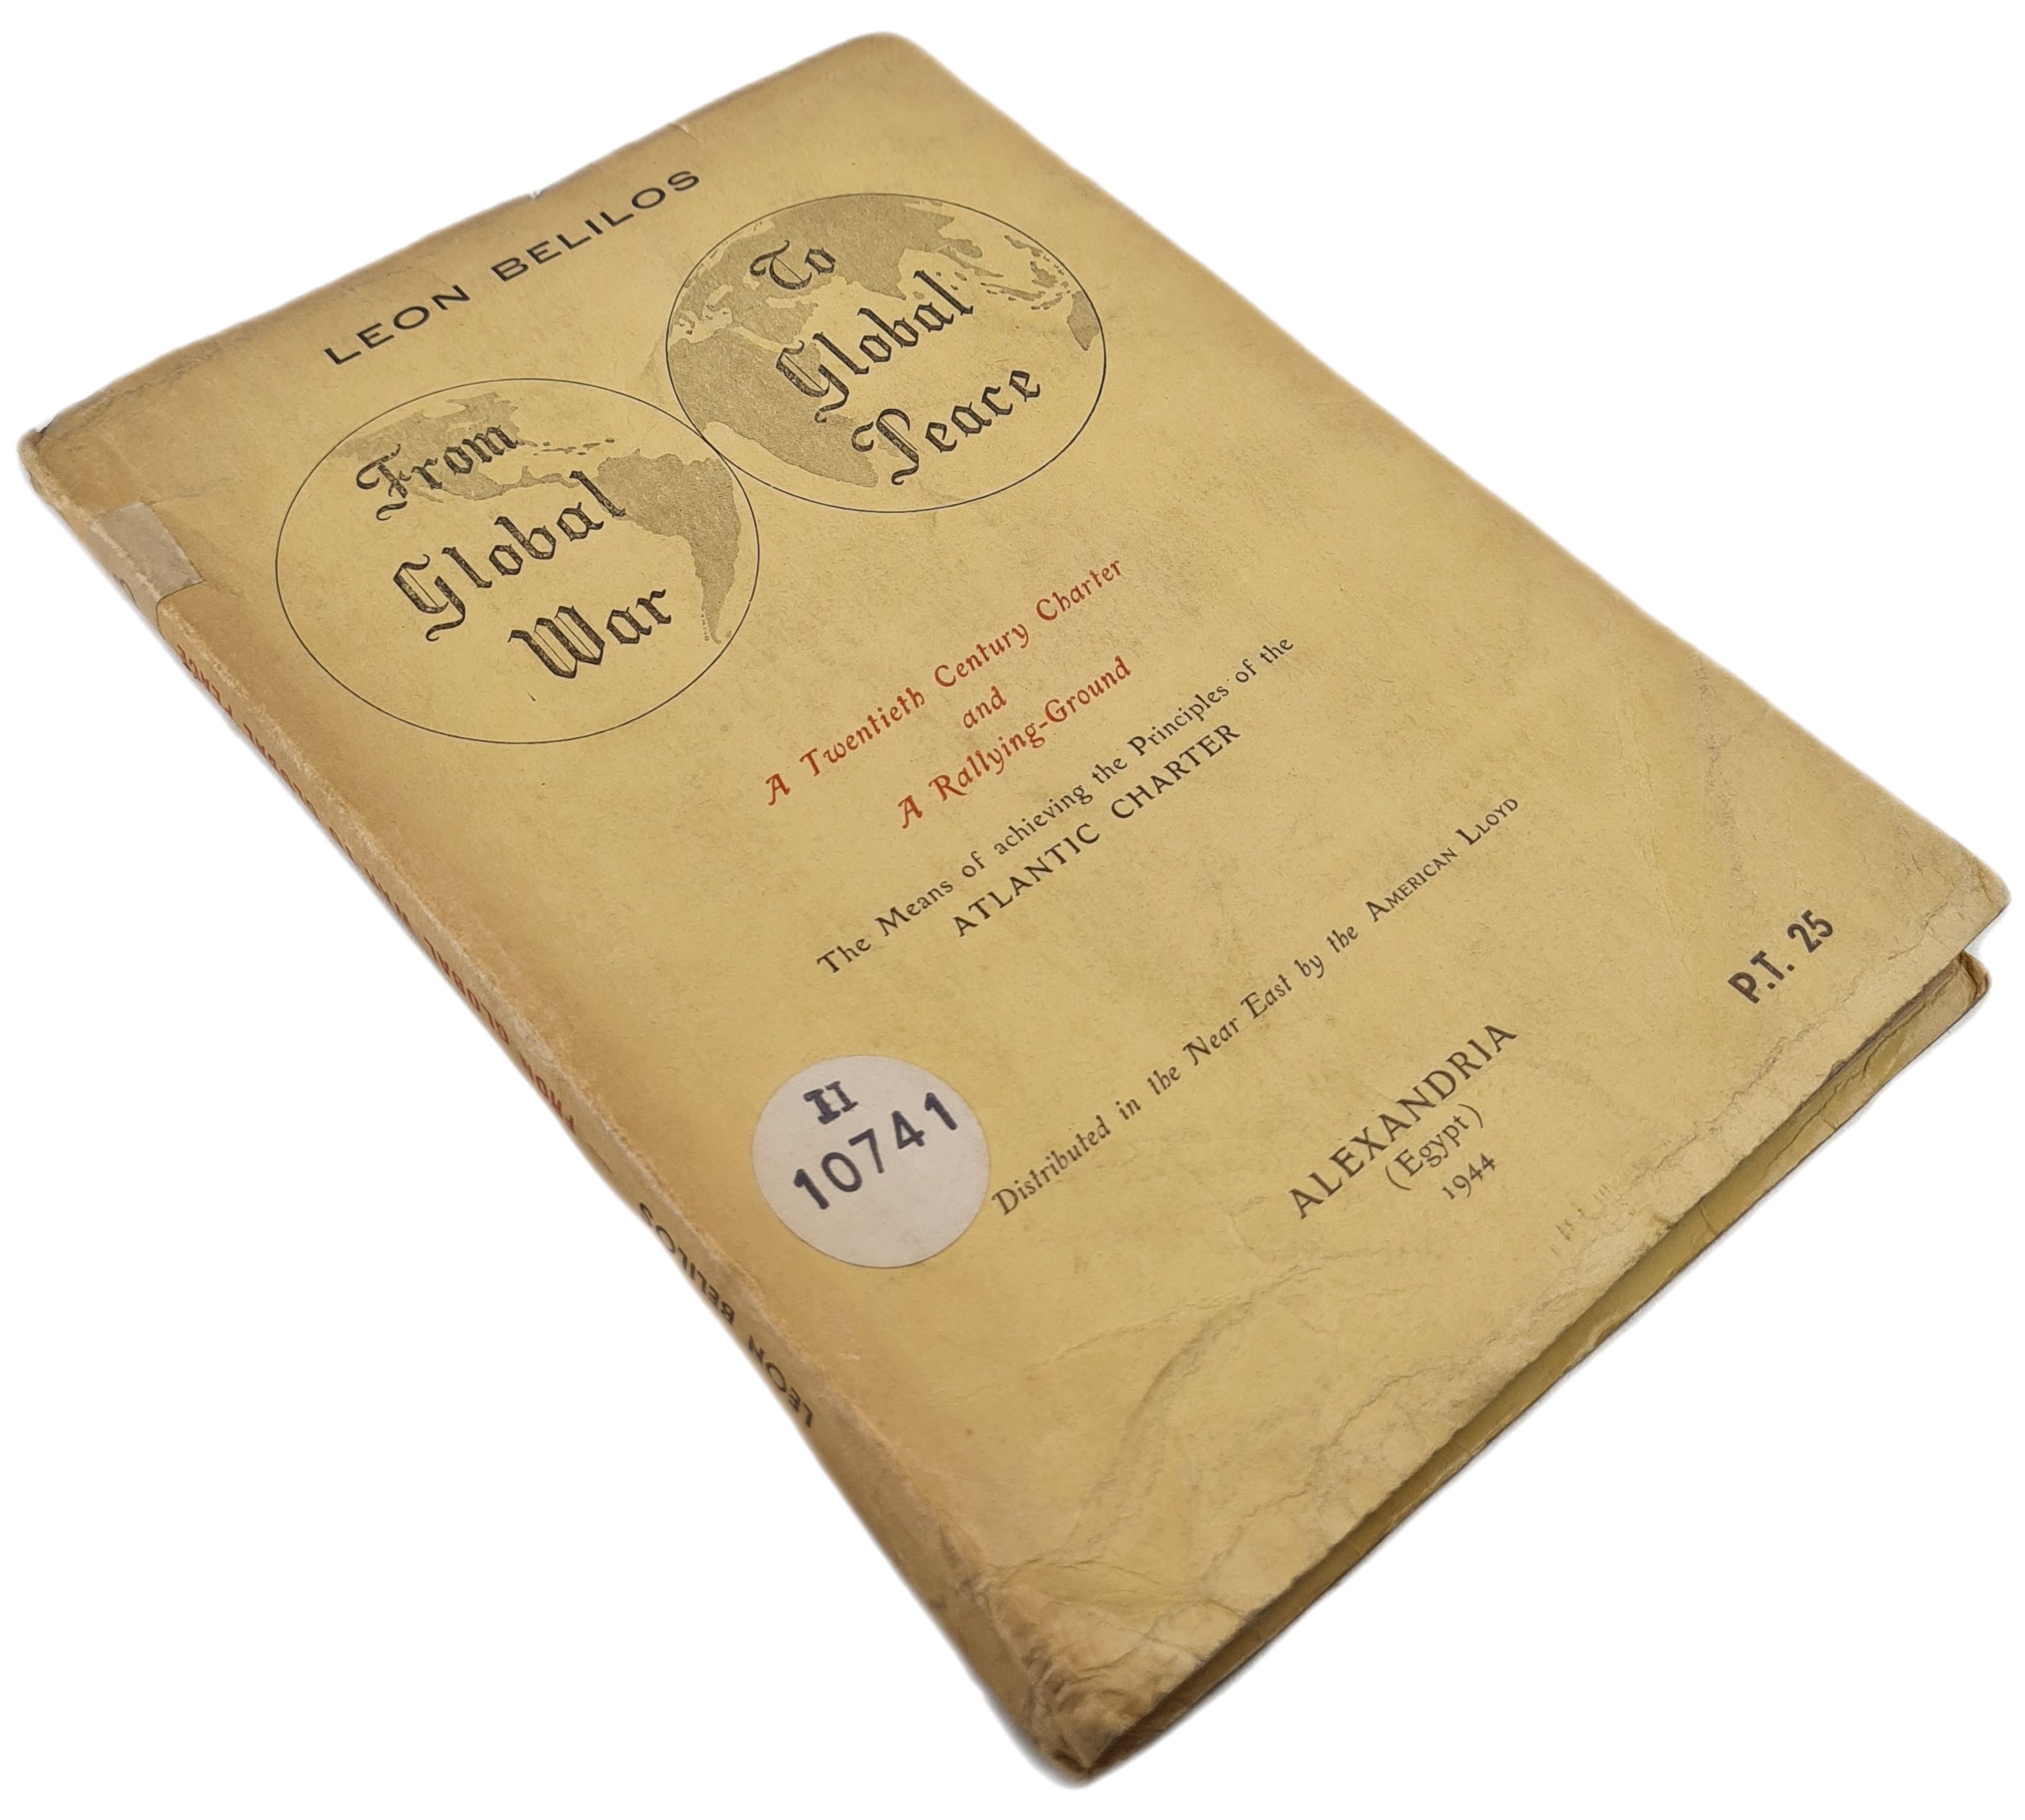 LEON BELILOS
From
Global
War
To
Global
Peace
A Twentieth Century Charter
and
A Rallying-Ground
The Means of achieving the Principles of the
ATLANTIC CHARTER
Distributed in the Near East by the AMERICAN LLOYD
ALEXANDRIA
(Egypt)
1944
P.T. 25
II
10741
LEON BELILOS